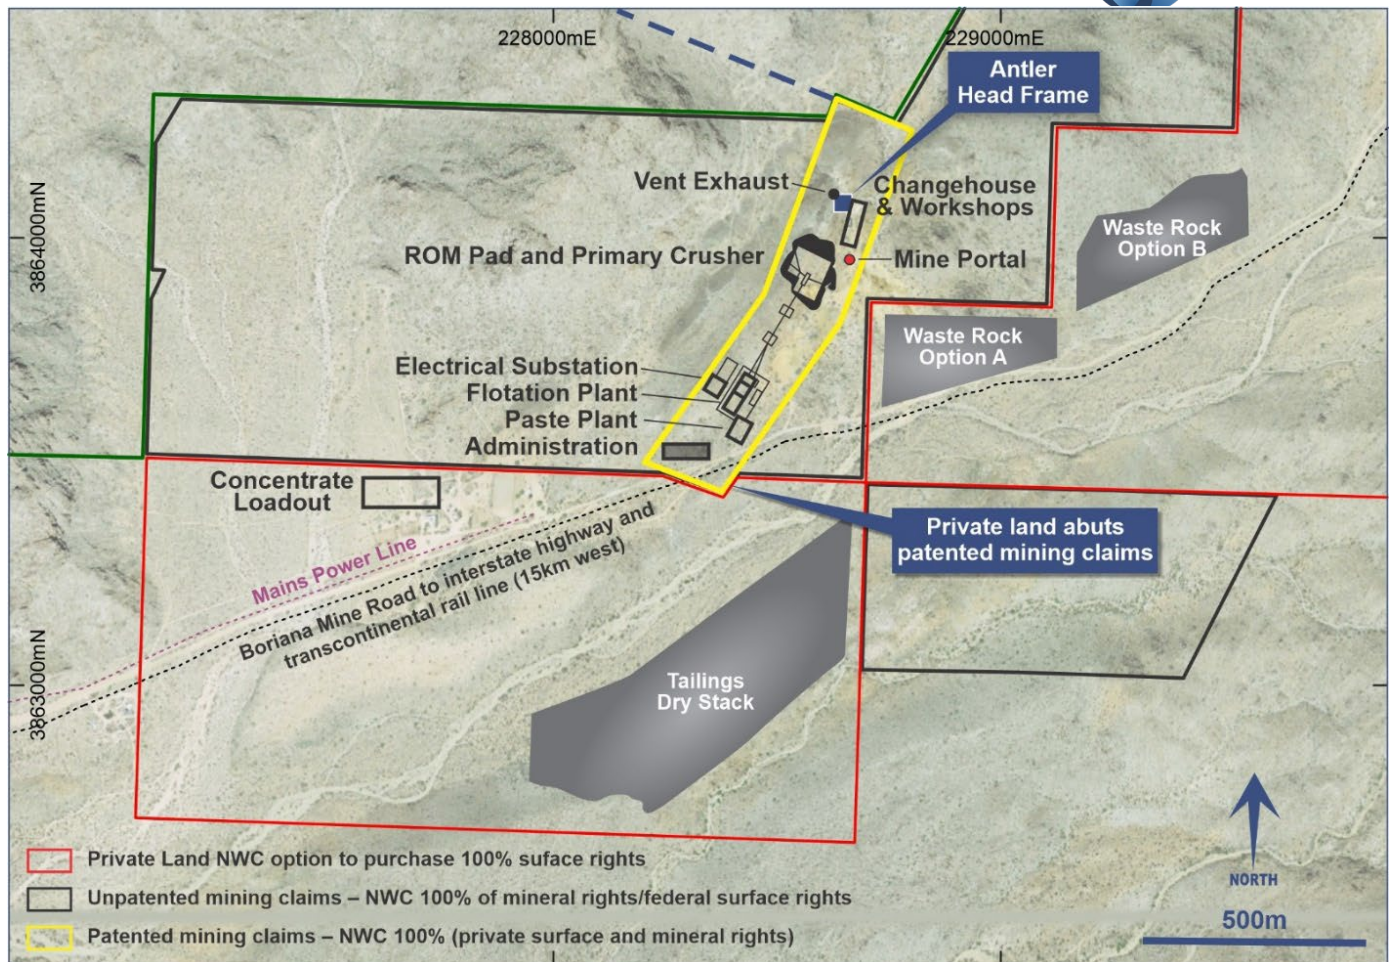 228000mE
229000mE
Antler
Head Frame
Vent Exhaust
Changehouse
& Workshops
3864000mN
ROM Pad and Primary Crusher
Mine Portal
Waste Rock
Option B
Waste Rock
Option A
Electrical Substation
Flotation Plant
Paste Plant
Administration
Concentrate
Loadout
Private land abuts
patented mining claims
Mains Power Line
Boriana Mine Road to interstate highway and
transcontinental rail line (15km west)
3863000mN
Tailings
Dry Stack
Private Land NWC option to purchase 100% suface rights
Unpatented mining claims – NWC 100% of mineral rights/federal surface rights
Patented mining claims – NWC 100% (private surface and mineral rights)
NORTH
500m